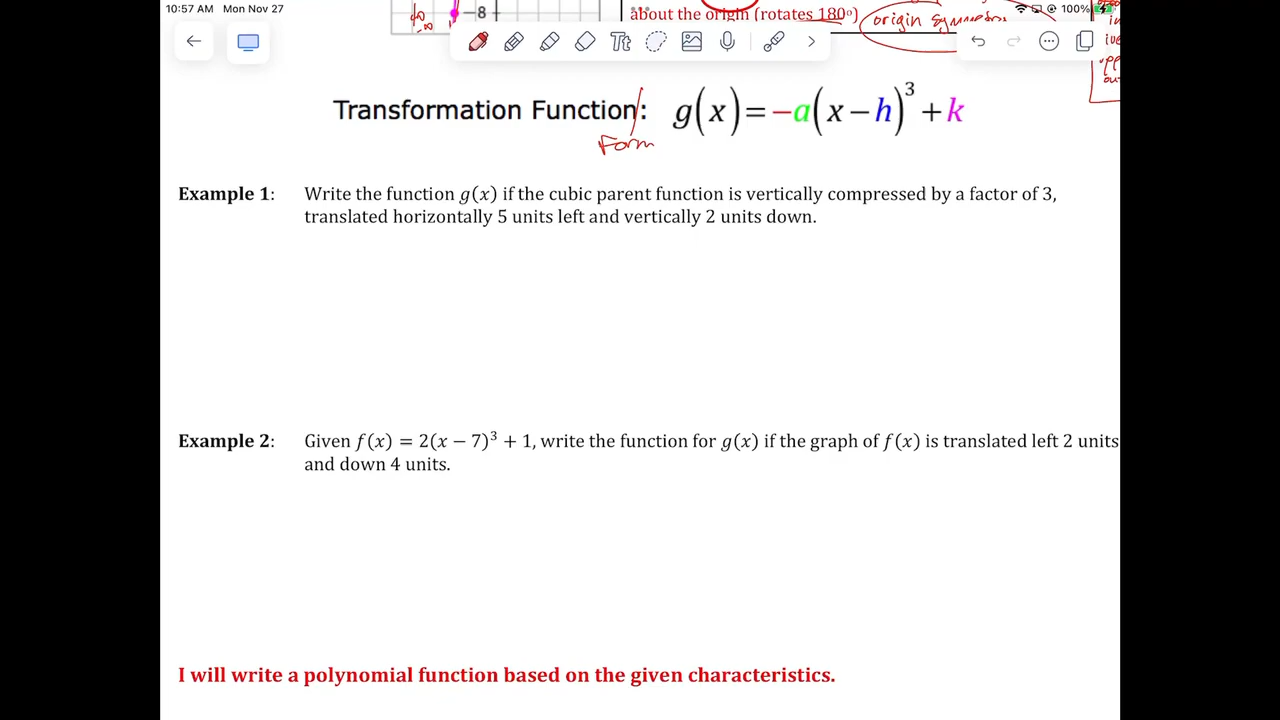 10:57 AM Mon Nov 27
100%
-8
about the origin (rotates 180°)
origin symmetry
Tt
Transformation Function: g(x)=-a(x-h)³+k
Form
Example 1: Write the function g(x) if the cubic parent function is vertically compressed by a factor of 3,
translated horizontally 5 units left and vertically 2 units down.
Example 2: Given f(x) = 2(x − 7)³ + 1, write the function for g(x) if the graph of f(x) is translated left 2 units
and down 4 units.
I will write a polynomial function based on the given characteristics.